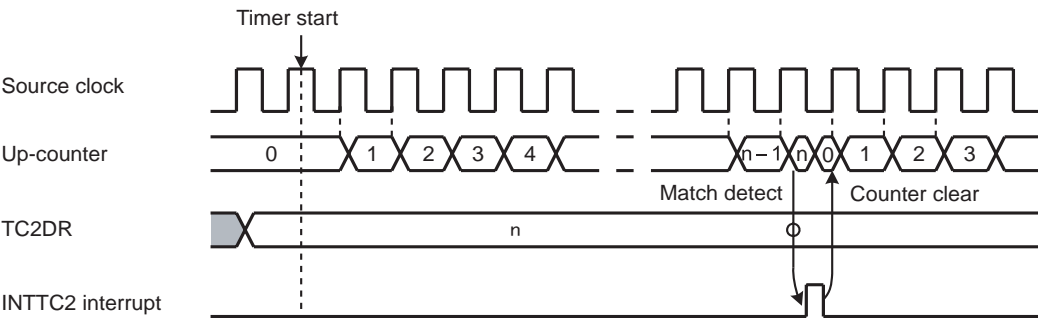 Timer start
Source clock
Up-counter 0 1 2 3 4 n – 1 n 0 1 2 3
Match detect Counter clear
TC2DR n
INTTC2 interrupt